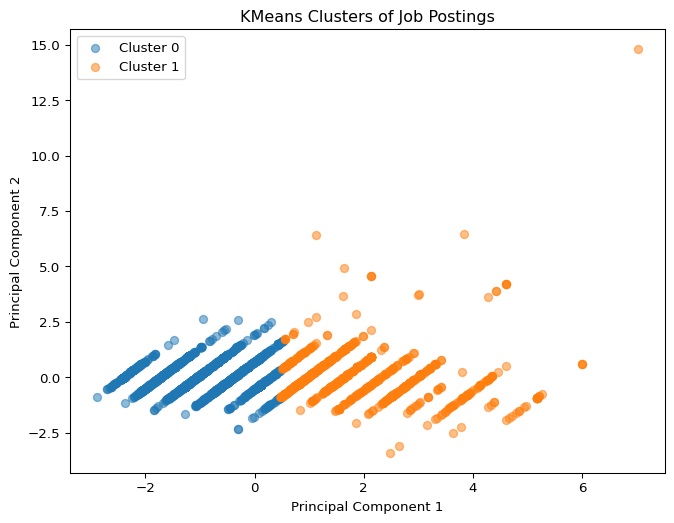 KMeans Clusters of Job Postings
Cluster 0
Cluster 1
Principal Component 2
15.0
12.5
10.0
7.5
5.0
2.5
0.0
−2.5
−2
0
2
4
6
Principal Component 1